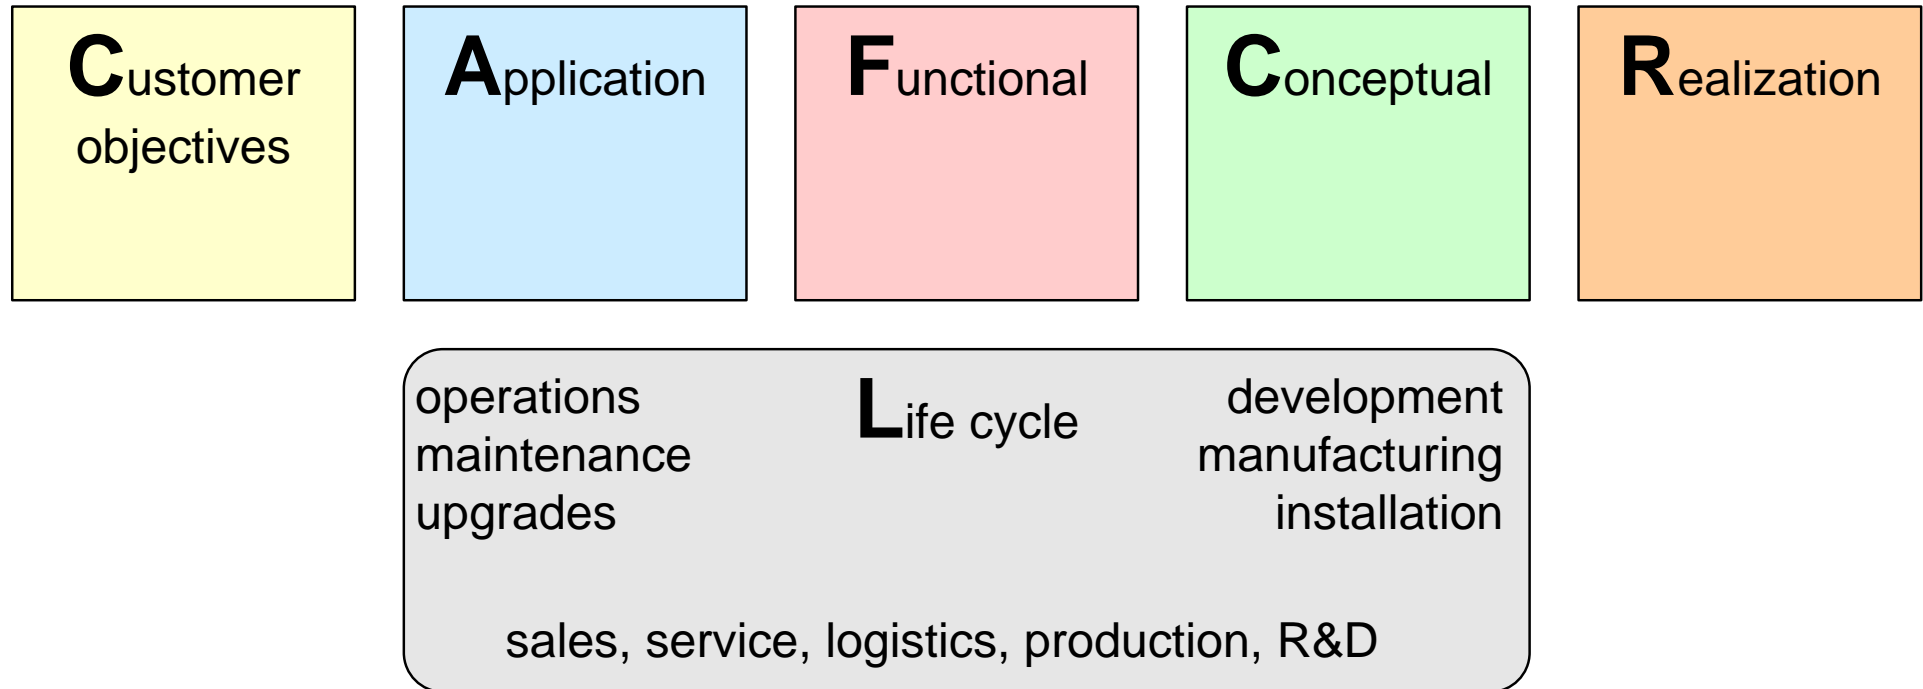 Customer
objectives
Application
Functional
Conceptual
Realization
operations
maintenance
upgrades
Life cycle
development
manufacturing
installation
sales, service, logistics, production, R&D